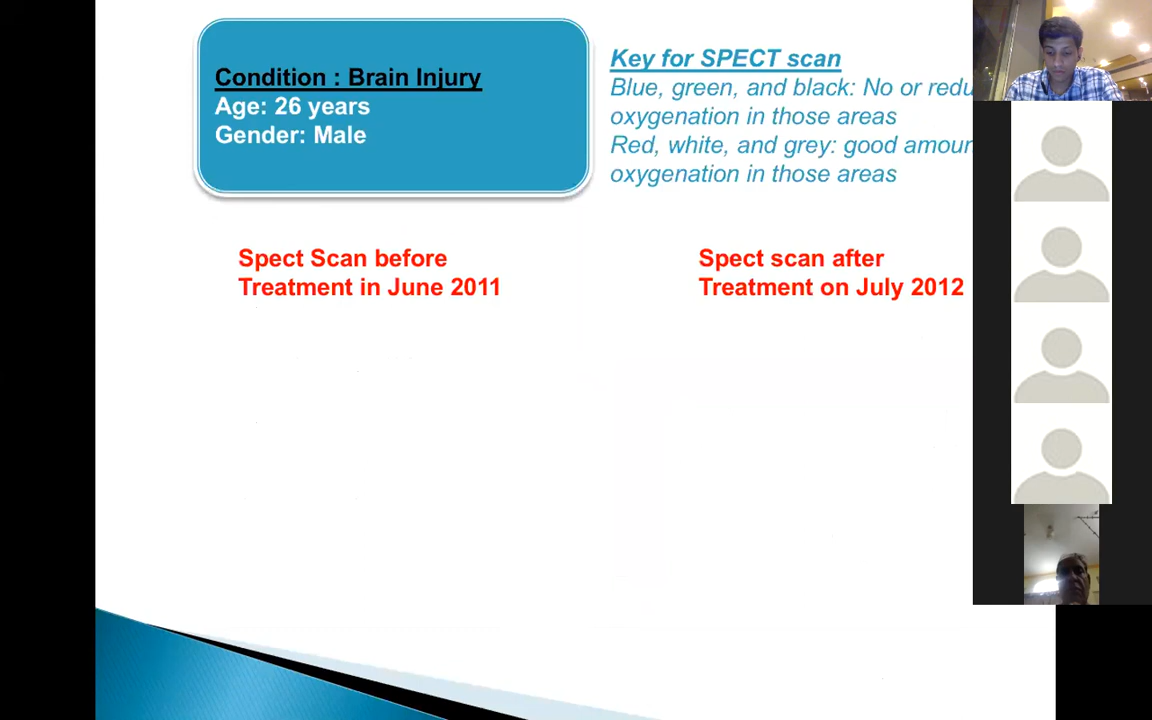 Condition : Brain Injury
Age: 26 years
Gender: Male
Key for SPECT scan
Blue, green, and black: No or
oxygenation in those areas
Red, white, and grey: good
oxygenation in those areas
Spect Scan before
Treatment in June 2011
Spect scan after
Treatment on July 2012